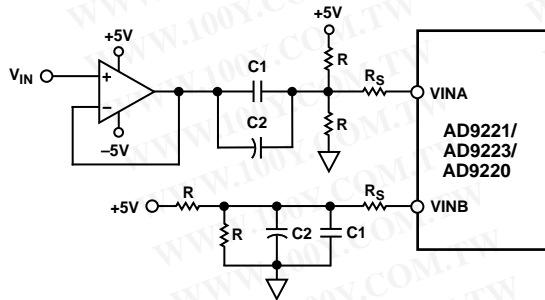 +5V
+5V
V_IN
+
−
–5V
C1
C2
R
R
R_S
VINA
AD9221/
AD9223/
AD9220
+5V
R
R
C2
C1
R_S
VINB
WWW.100Y.COM.TW